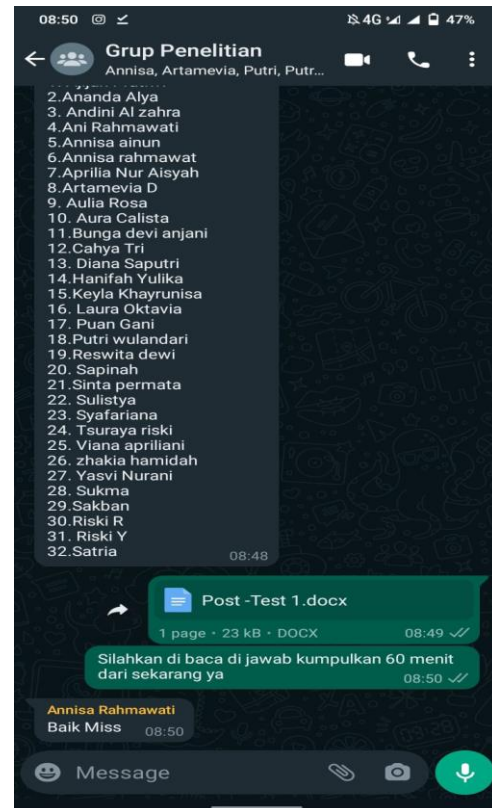 08:50 4G 47%
Grup Penelitian
Annisa, Artamevia, Putri, Putr...
2.Ananda Alya
3. Andini Al zahra
4.Ani Rahmawati
5.Annisa ainun
6.Annisa rahmawat
7.Aprilia Nur Aisyah
8.Artamevia D
9. Aulia Rosa
10. Aura Calista
11.Bunga devi anjani
12.Cahya Tri
13. Diana Saputri
14.Hanifah Yulika
15.Keyla Khayrunisa
16. Laura Oktavia
17. Puan Gani
18.Putri wulandari
19.Reswita dewi
20. Sapinah
21.Sinta permata
22. Sulistya
23. Syafariana
24. Tsuraya riski
25. Viana apriliani
26. zhakia hamidah
27. Yasvi Nurani
28. Sukma
29.Sakban
30.Riski R
31. Riski Y
32.Satria
08:48
Post -Test 1.docx
1 page • 23 kB • DOCX 08:49
Silahkan di baca di jawab kumpulkan 60 menit
dari sekarang ya
08:50
Annisa Rahmawati
Baik Miss 08:50
Message